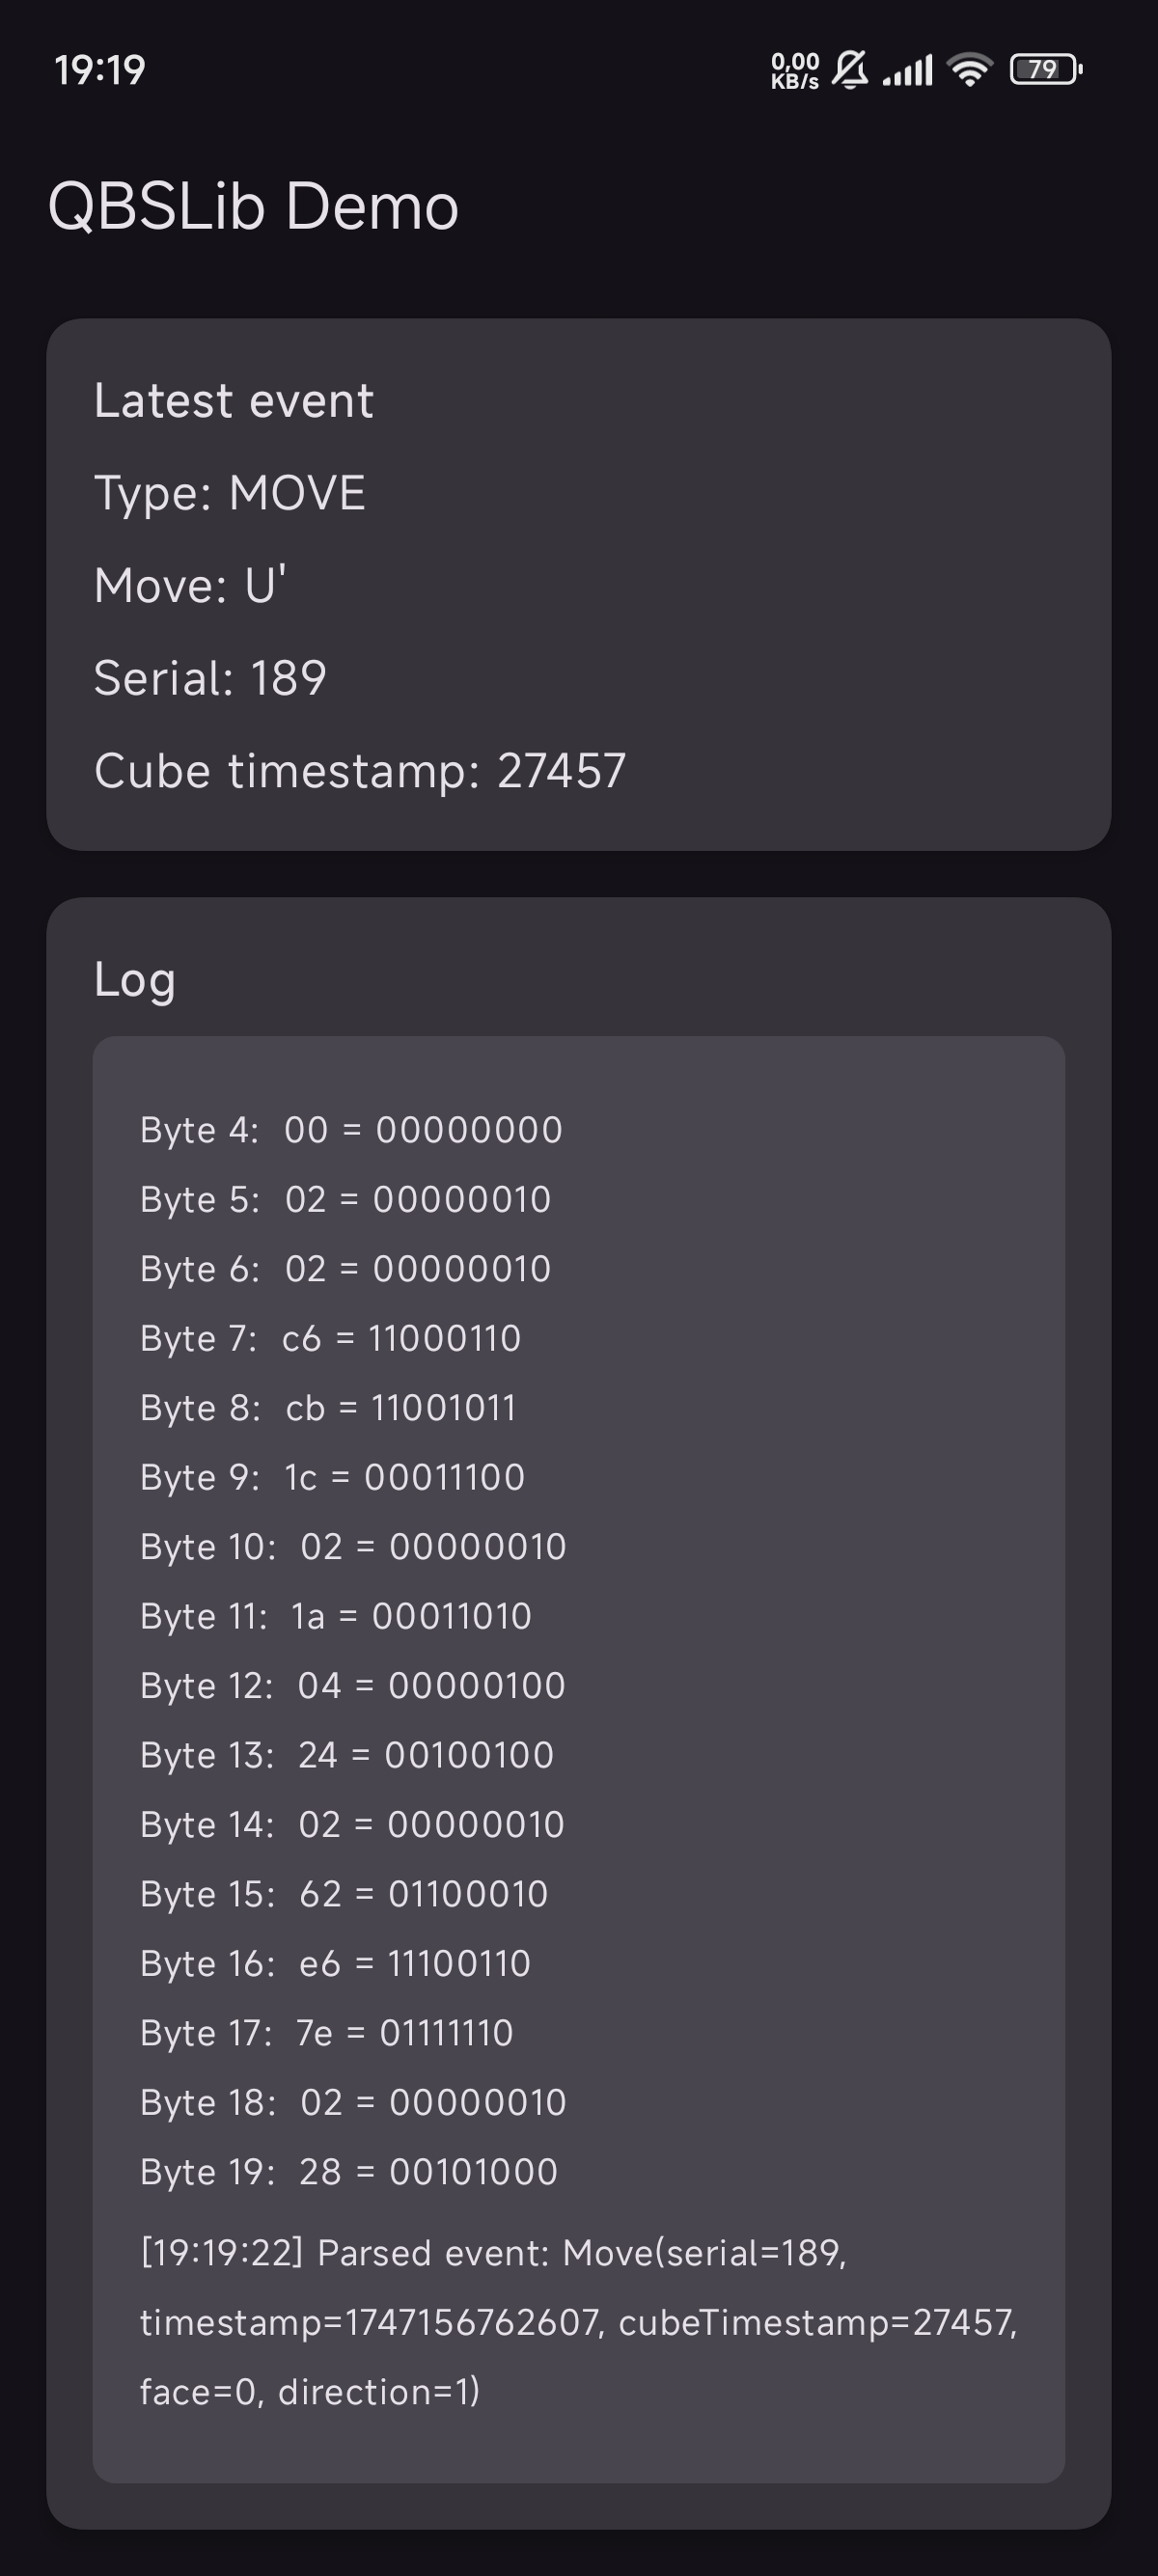 19:19
0,00
KB/s
79
QBSLib Demo
Latest event
Type: MOVE
Move: U'
Serial: 189
Cube timestamp: 27457
Log
Byte 4: 00 = 00000000
Byte 5: 02 = 00000010
Byte 6: 02 = 00000010
Byte 7: c6 = 11000110
Byte 8: cb = 11001011
Byte 9: 1c = 00011100
Byte 10: 02 = 00000010
Byte 11: 1a = 00011010
Byte 12: 04 = 00000100
Byte 13: 24 = 00100100
Byte 14: 02 = 00000010
Byte 15: 62 = 01100010
Byte 16: e6 = 11100110
Byte 17: 7e = 01111110
Byte 18: 02 = 00000010
Byte 19: 28 = 00101000
[19:19:22] Parsed event: Move(serial=189,
timestamp=1747156762607, cubeTimestamp=27457,
face=0, direction=1)